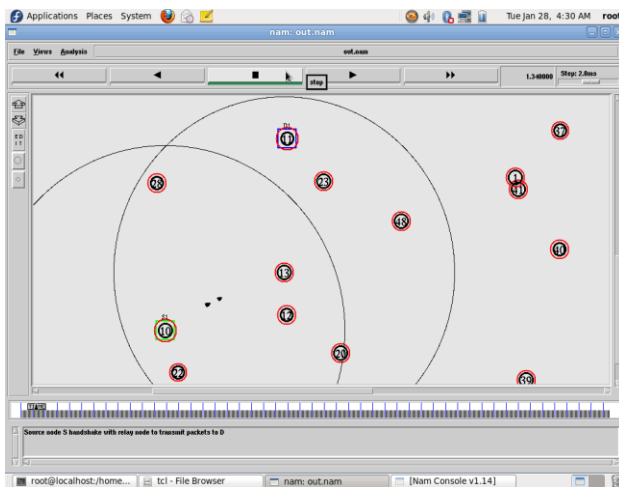 Applications Places System Tue Jan 28, 4:30 AM root
nam: out.nam
File Views Analysis out.nam
1.348000 Step: 2.0ms
stop
D1
11
37
28
23
1
41
48
40
13
S1
12
10
20
22
39
Source node S handshake with relay node to transmit packets to D
root@localhost:/home... tcl - File Browser nam: out.nam [Nam Console v1.14]